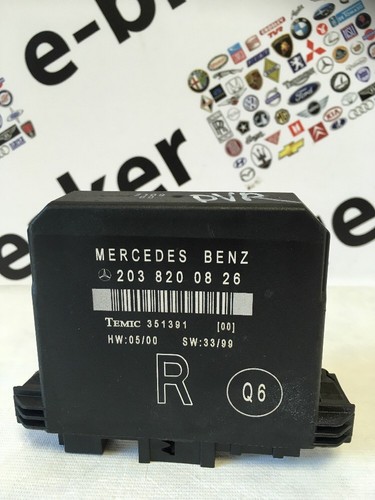 e-b
e-b
ker
DVR
MERCEDES BENZ
203 820 08 26
TEMIC 351391 [00]
HW:05/00 SW:33/99
R
Q6